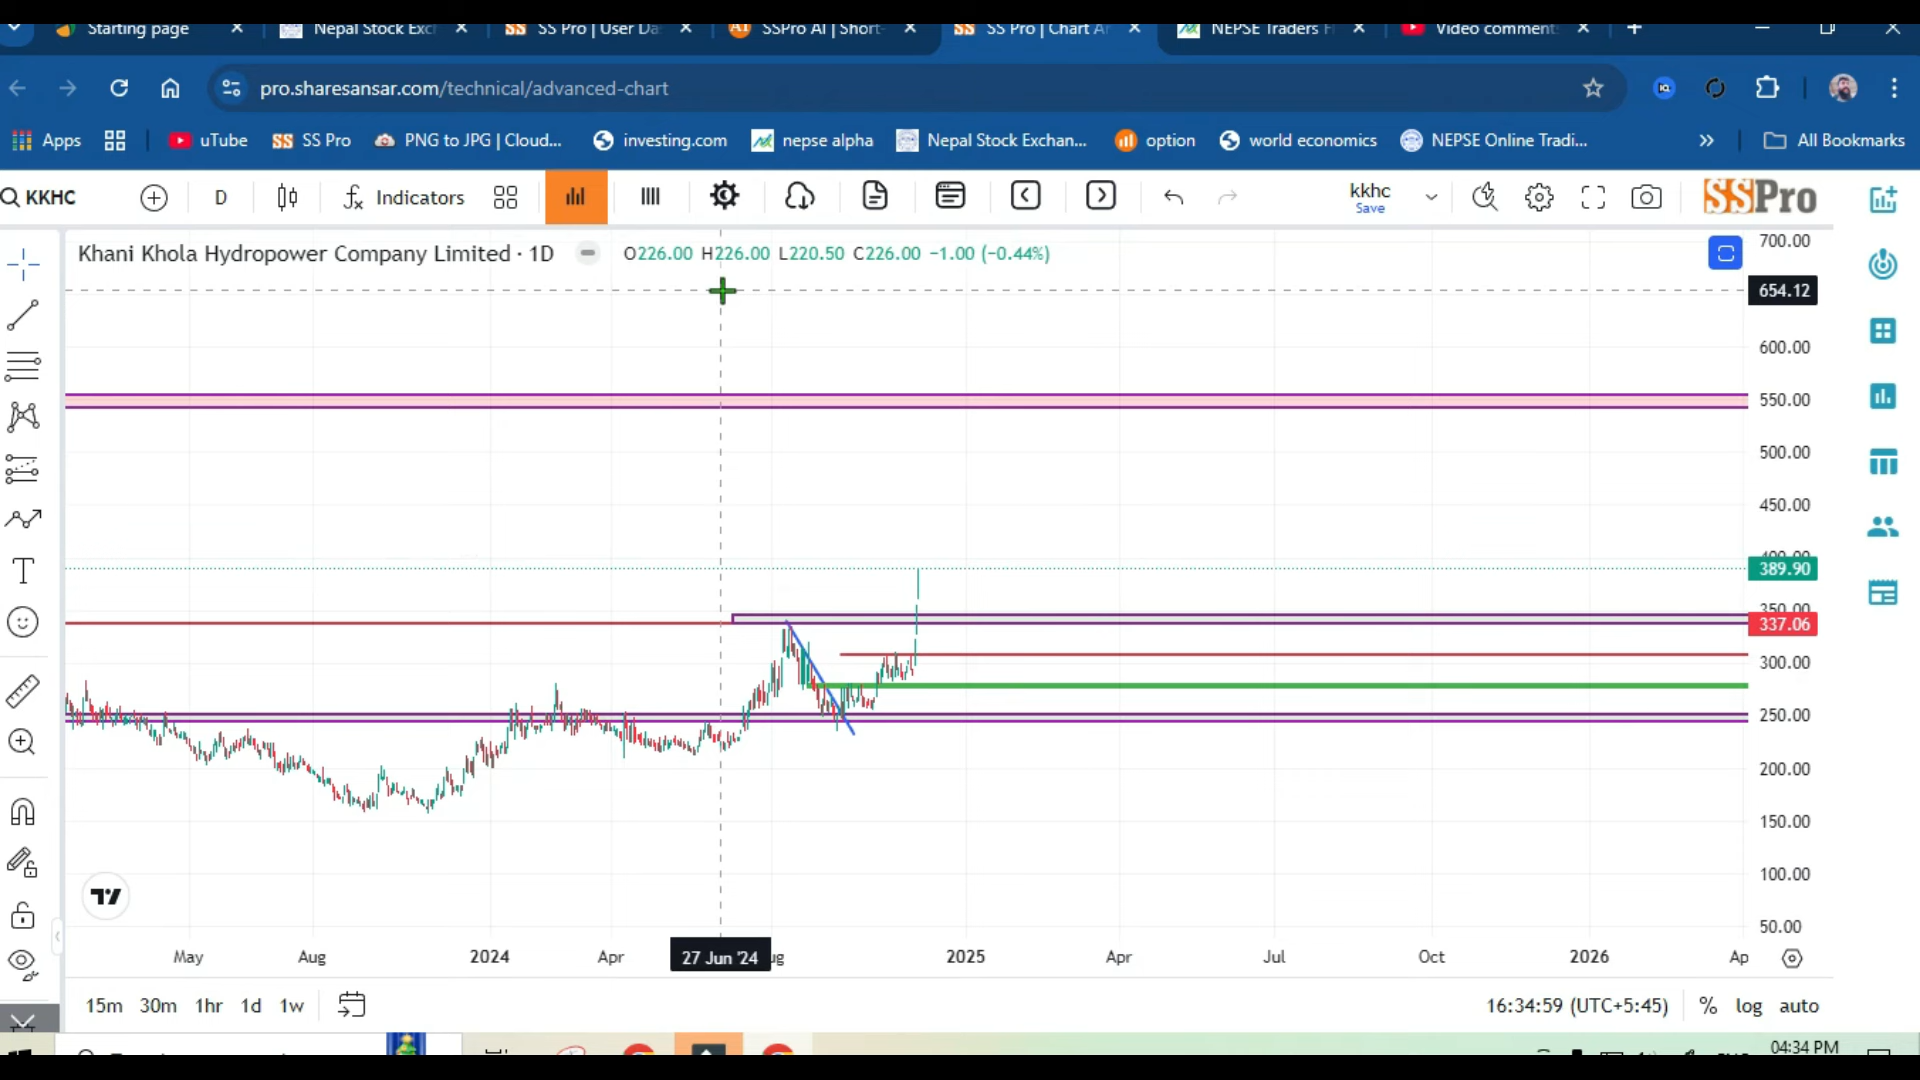 Starting page
Nepal Stock Exc
SS Pro | User Da
SSPro AI | Short-
SS Pro | Chart Ar
NEPSE Traders F
Video comment
pro.sharesansar.com/technical/advanced-chart
Apps
uTube
SS Pro
PNG to JPG | Cloud...
investing.com
nepse alpha
Nepal Stock Exchan...
option
world economics
NEPSE Online Tradi...
All Bookmarks
KKHC
D
Indicators
kkhc
Save
SSPro
Khani Khola Hydropower Company Limited · 1D
O226.00 H226.00 L220.50 C226.00 −1.00 (−0.44%)
700.00
654.12
600.00
550.00
500.00
450.00
400.00
389.90
350.00
337.06
300.00
250.00
200.00
150.00
100.00
50.00
May
Aug
2024
Apr
27 Jun '24
ug
2025
Apr
Jul
Oct
2026
Ap
15m 30m 1hr 1d 1w
16:34:59 (UTC+5:45)
% log auto
04:34 PM